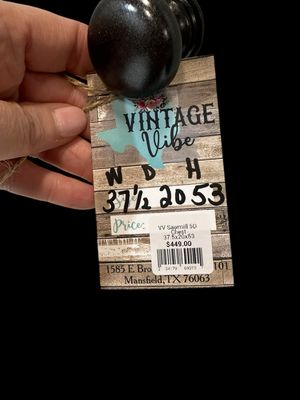 VINTAGE
Vibe
W D H
37½ 20 53
Price:
VV Sawmill 5D
Chest
37.5x20x53
$449.00
1585 E Bro 101
Mansfield, TX 76063